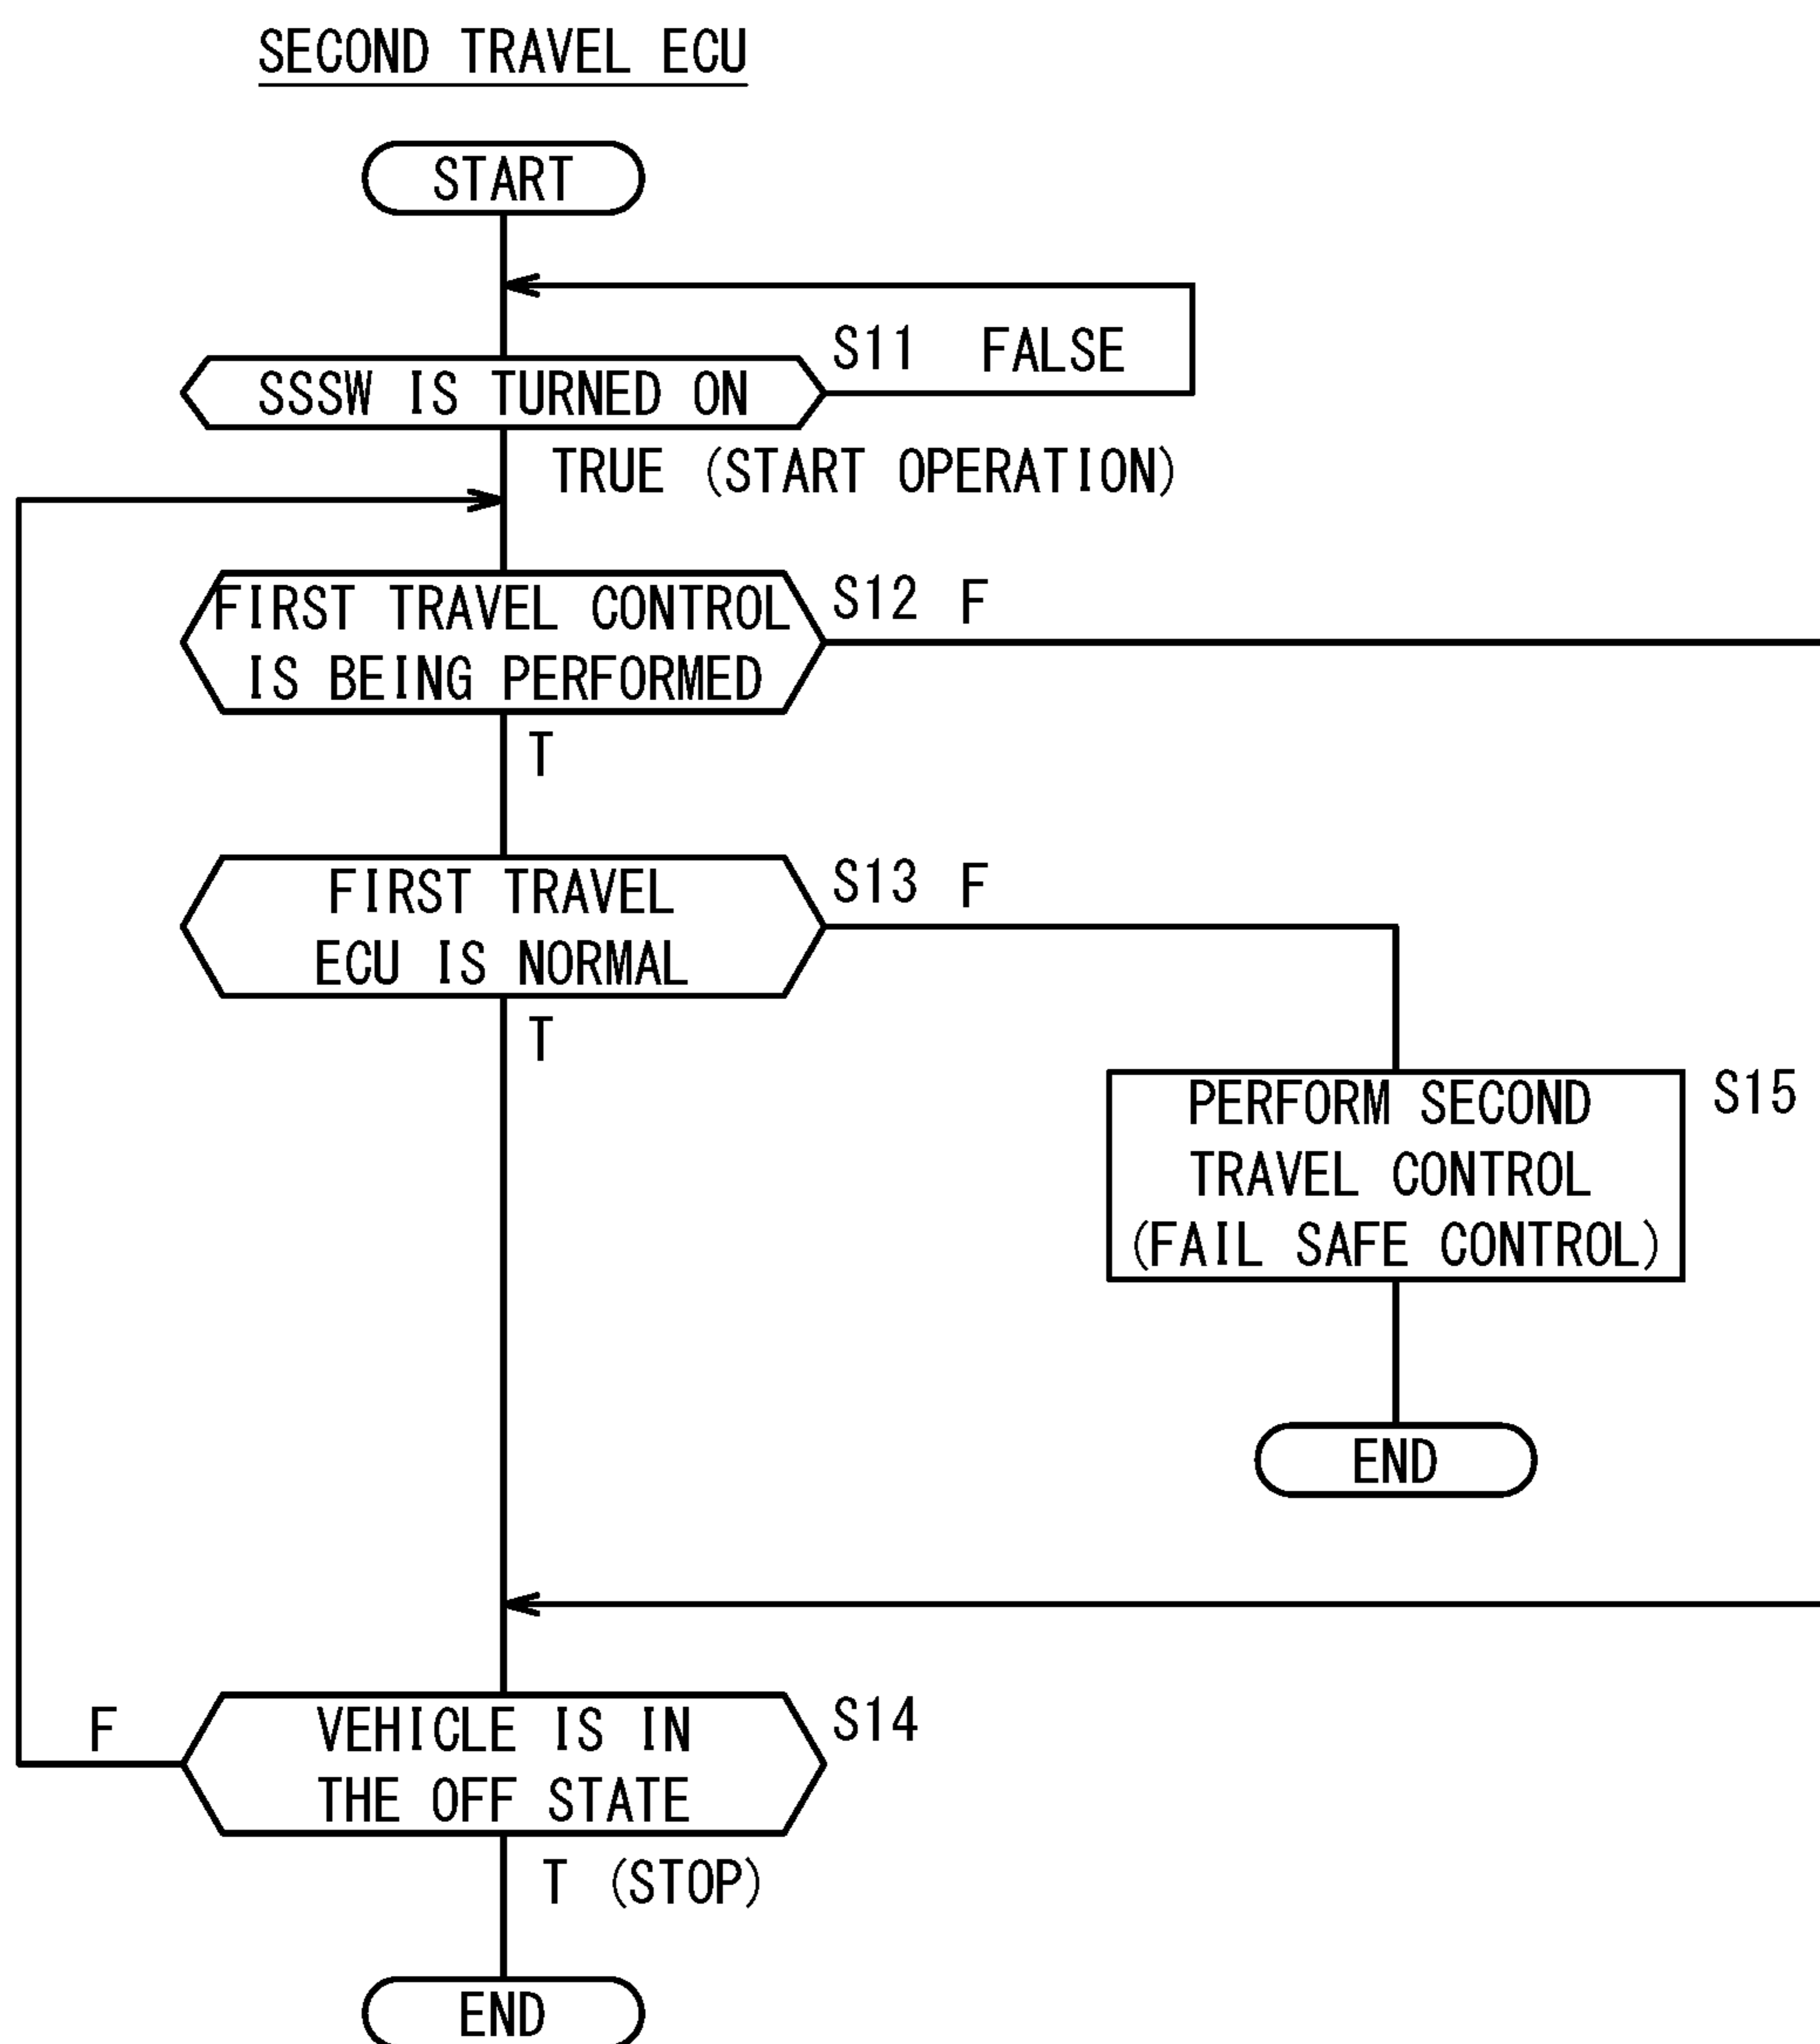 SECOND TRAVEL ECU
START
S11 FALSE
SSSW IS TURNED ON
TRUE (START OPERATION)
S12 F
FIRST TRAVEL CONTROL
IS BEING PERFORMED
T
S13 F
FIRST TRAVEL
ECU IS NORMAL
T
S15
PERFORM SECOND
TRAVEL CONTROL
(FAIL SAFE CONTROL)
END
S14
F
VEHICLE IS IN
THE OFF STATE
T (STOP)
END